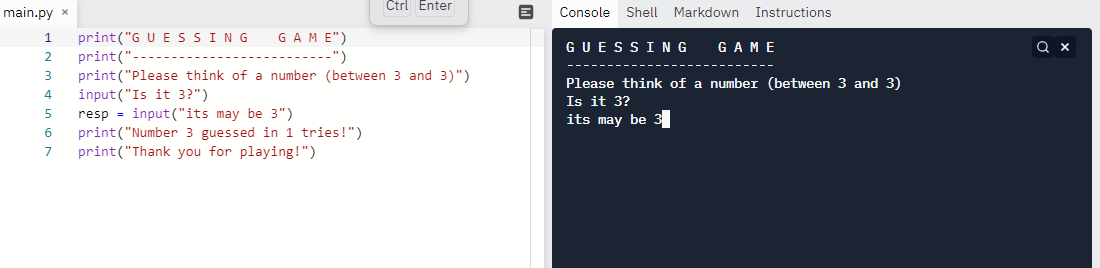 main.py ×
Ctrl Enter
Console Shell Markdown Instructions
1 print("G U E S S I N G    G A M E")
2 print("--------------------------")
3 print("Please think of a number (between 3 and 3)")
4 input("Is it 3?")
5 resp = input("its may be 3")
6 print("Number 3 guessed in 1 tries!")
7 print("Thank you for playing!")
G U E S S I N G    G A M E
--------------------------
Please think of a number (between 3 and 3)
Is it 3?
its may be 3